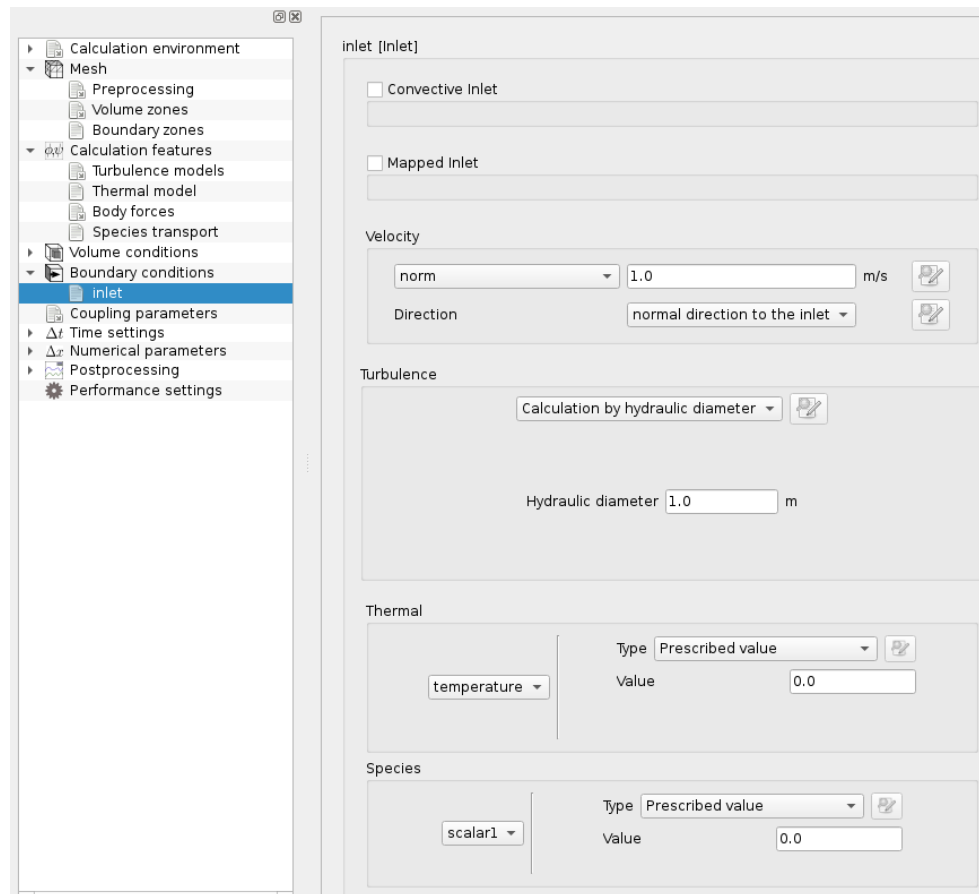 Calculation environment
Mesh
Preprocessing
Volume zones
Boundary zones
φ,ψ Calculation features
Turbulence models
Thermal model
Body forces
Species transport
Volume conditions
Boundary conditions
inlet
Coupling parameters
Δt Time settings
Δx Numerical parameters
Postprocessing
Performance settings
inlet [Inlet]
Convective Inlet
Mapped Inlet
Velocity
norm 1.0 m/s
Direction normal direction to the inlet
Turbulence
Calculation by hydraulic diameter
Hydraulic diameter 1.0 m
Thermal
Type Prescribed value
temperature
Value 0.0
Species
Type Prescribed value
scalar1
Value 0.0